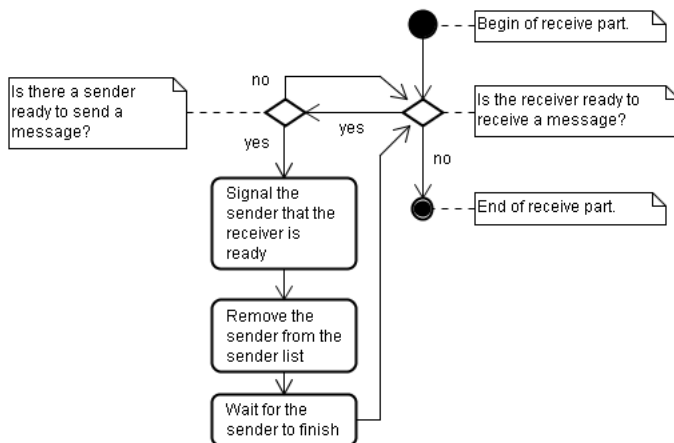 Begin of receive part.
no
Is there a sender
ready to send a
message?
Is the receiver ready to
receive a message?
yes
yes
no
Signal the
sender that the
receiver is
ready
End of receive part.
Remove the
sender from the
sender list
Wait for the
sender to finish